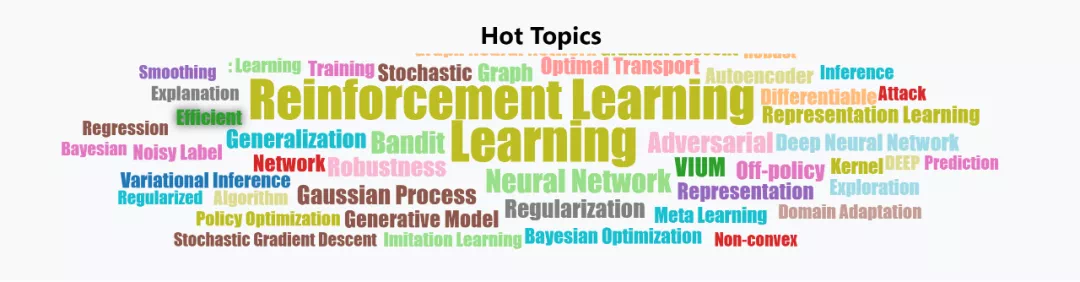 Hot Topics
Smoothing : Learning Training Stochastic Graph Optimal Transport Autoencoder Inference
Explanation Reinforcement Learning Differentiable Attack
Efficient Representation Learning
Regression Generalization Bandit Learning Adversarial Deep Neural Network
Bayesian Noisy Label
Network Robustness VIUM Off-policy Kernel DEEP Prediction
Variational Inference Neural Network Representation Exploration
Regularized Algorithm Gaussian Process
Policy Optimization Generative Model Regularization Meta Learning Domain Adaptation
Stochastic Gradient Descent Imitation Learning Bayesian Optimization Non-convex